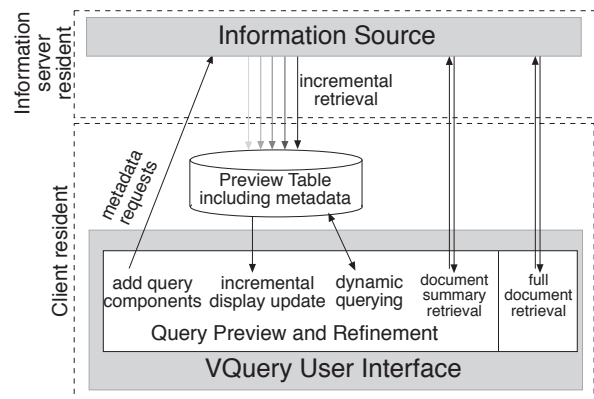 Information server resident
Information Source
incremental
retrieval
metadata
requests
Preview Table
including metadata
Client resident
add query
components
incremental
display update
dynamic
querying
document
summary
retrieval
full
document
retrieval
Query Preview and Refinement
VQuery User Interface